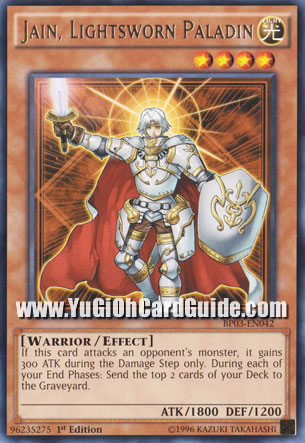 JAIN, LIGHTSWORN PALADIN
LIGHT
光
www.YuGiOhCardGuide.com
BP03-EN042
[WARRIOR / EFFECT]
If this card attacks an opponent's monster, it gains
300 ATK during the Damage Step only. During each of
your End Phases: Send the top 2 cards of your Deck to
the Graveyard.
ATK/1800 DEF/1200
96235275 1st Edition ©1996 KAZUKI TAKAHASHI